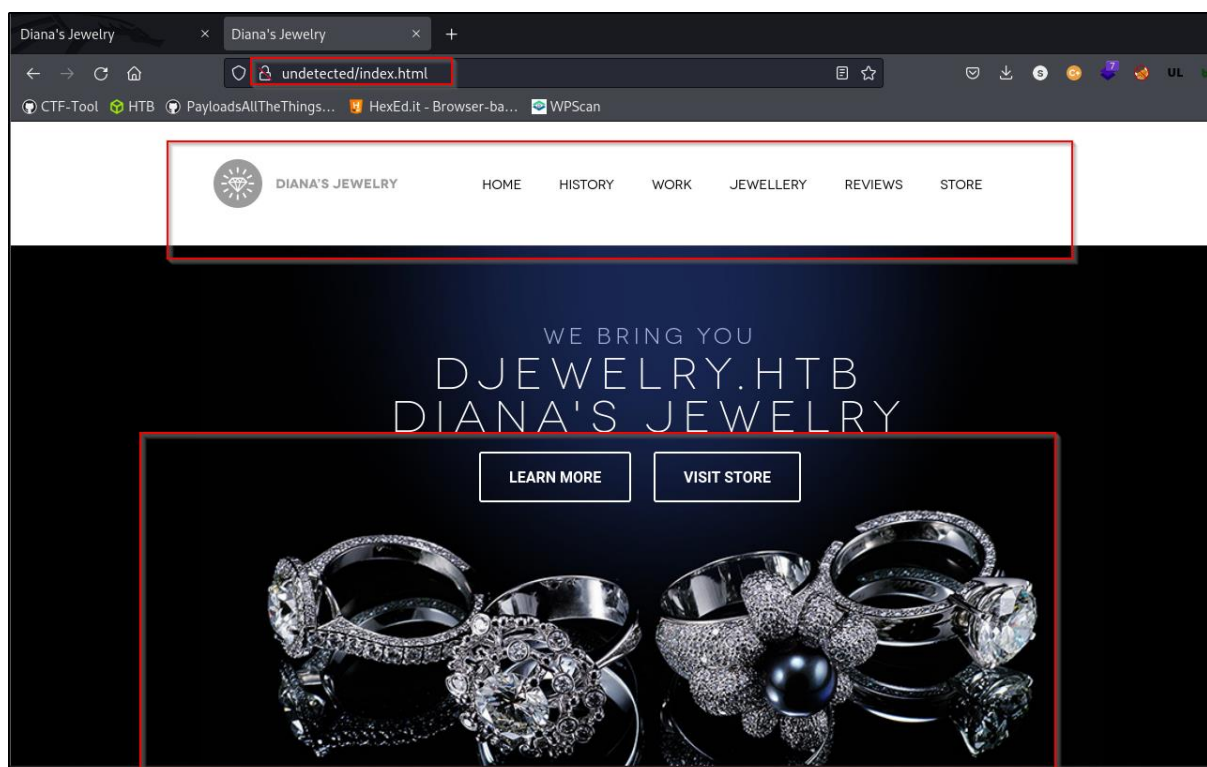 Diana's Jewelry × Diana's Jewelry × +
undetected/index.html
7 UL
CTF-Tool HTB PayloadsAllTheThings... HexEd.it - Browser-ba... WPScan
DIANA'S JEWELRY HOME HISTORY WORK JEWELLERY REVIEWS STORE
WE BRING YOU
DJEWELRY.HTB
DIANA'S JEWELRY
LEARN MORE VISIT STORE